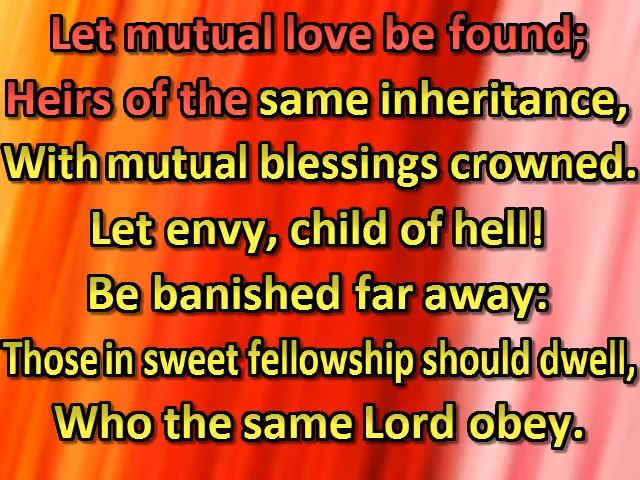 Let mutual love be found;
Heirs of the same inheritance,
With mutual blessings crowned.
Let envy, child of hell!
Be banished far away:
Those in sweet fellowship should dwell,
Who the same Lord obey.